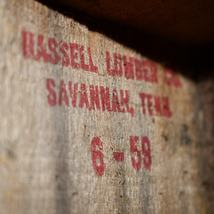 HASSELL LUMBER CO.
SAVANNAH, TENN.
6-59